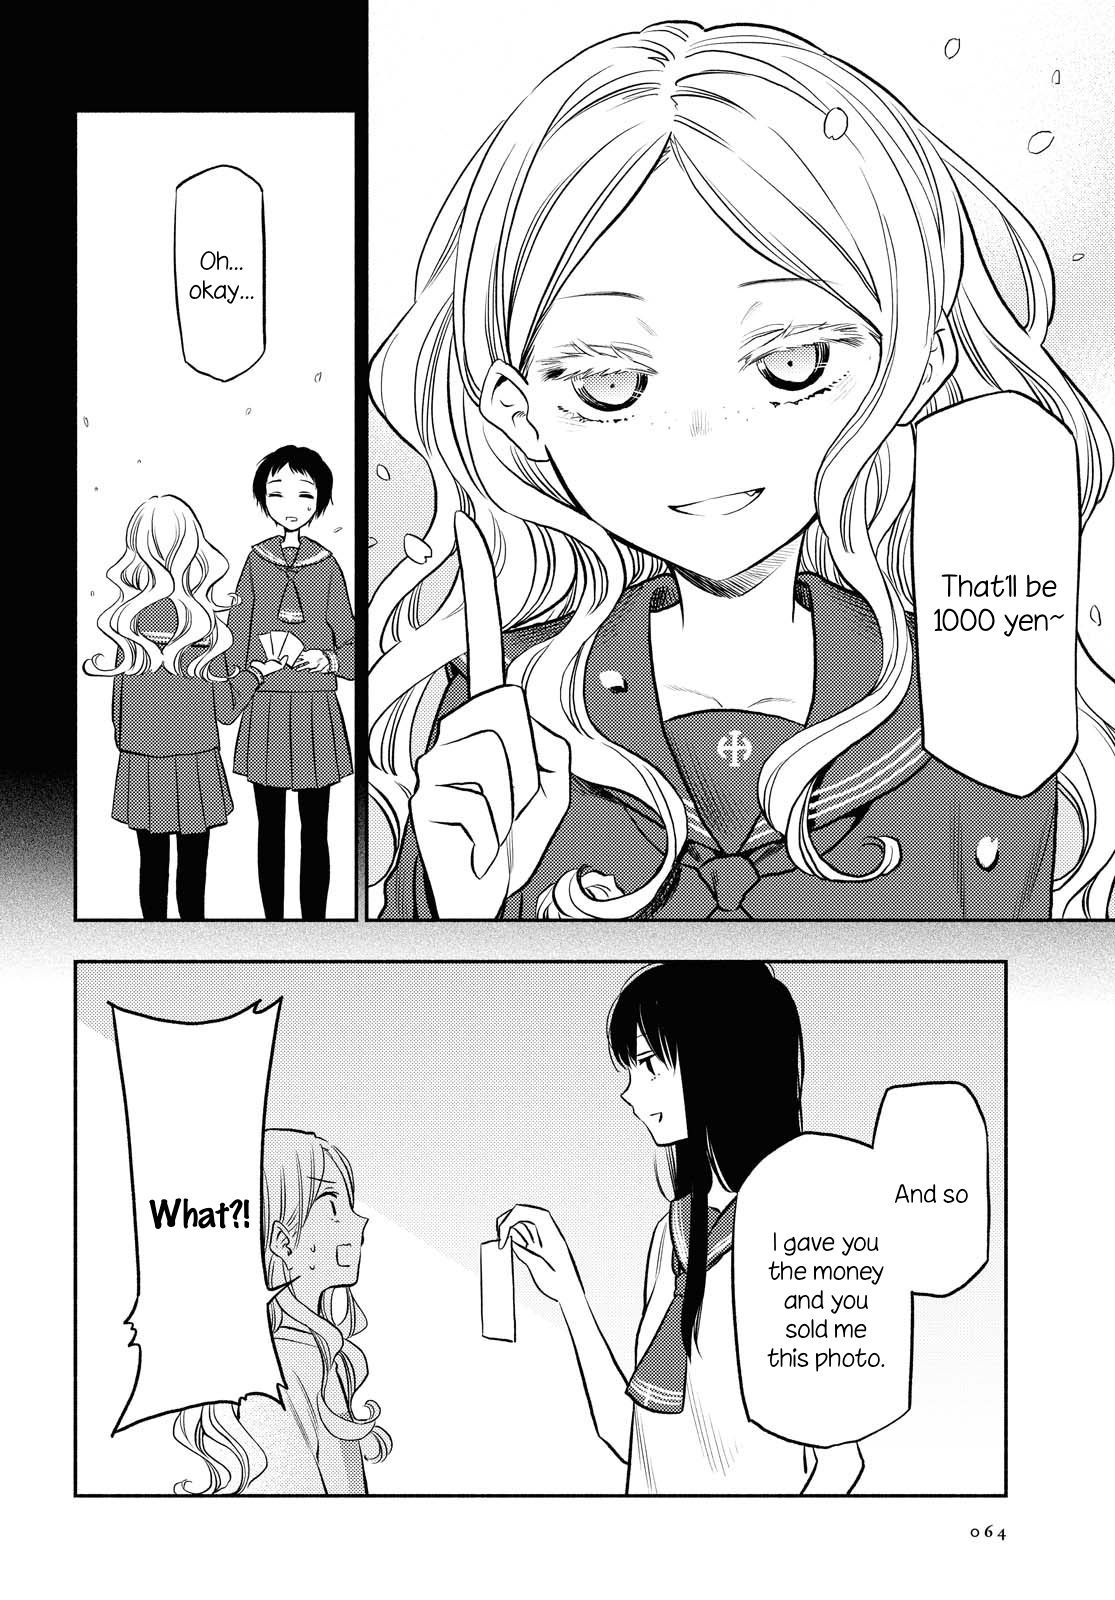 That'll be
1000 yen~
Oh...
okay...
And so
I gave you
the money
and you
sold me
this photo.
What?!
064